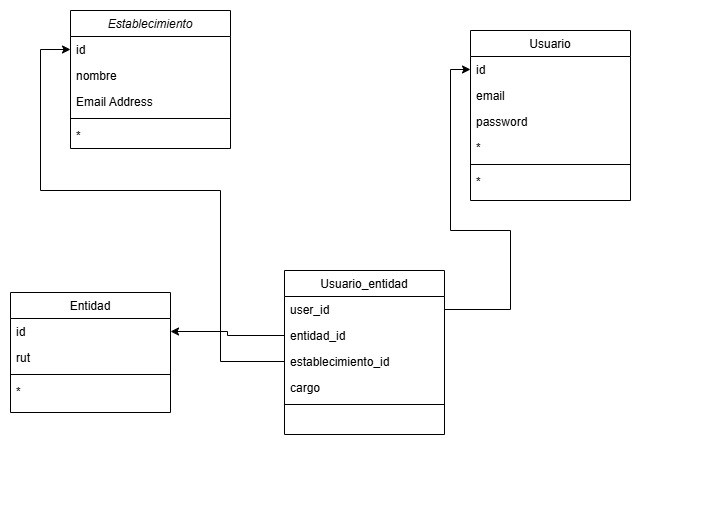 Establecimiento
id
nombre
Email Address
*
Usuario
id
email
password
*
*
Entidad
id
rut
*
Usuario_entidad
user_id
entidad_id
establecimiento_id
cargo